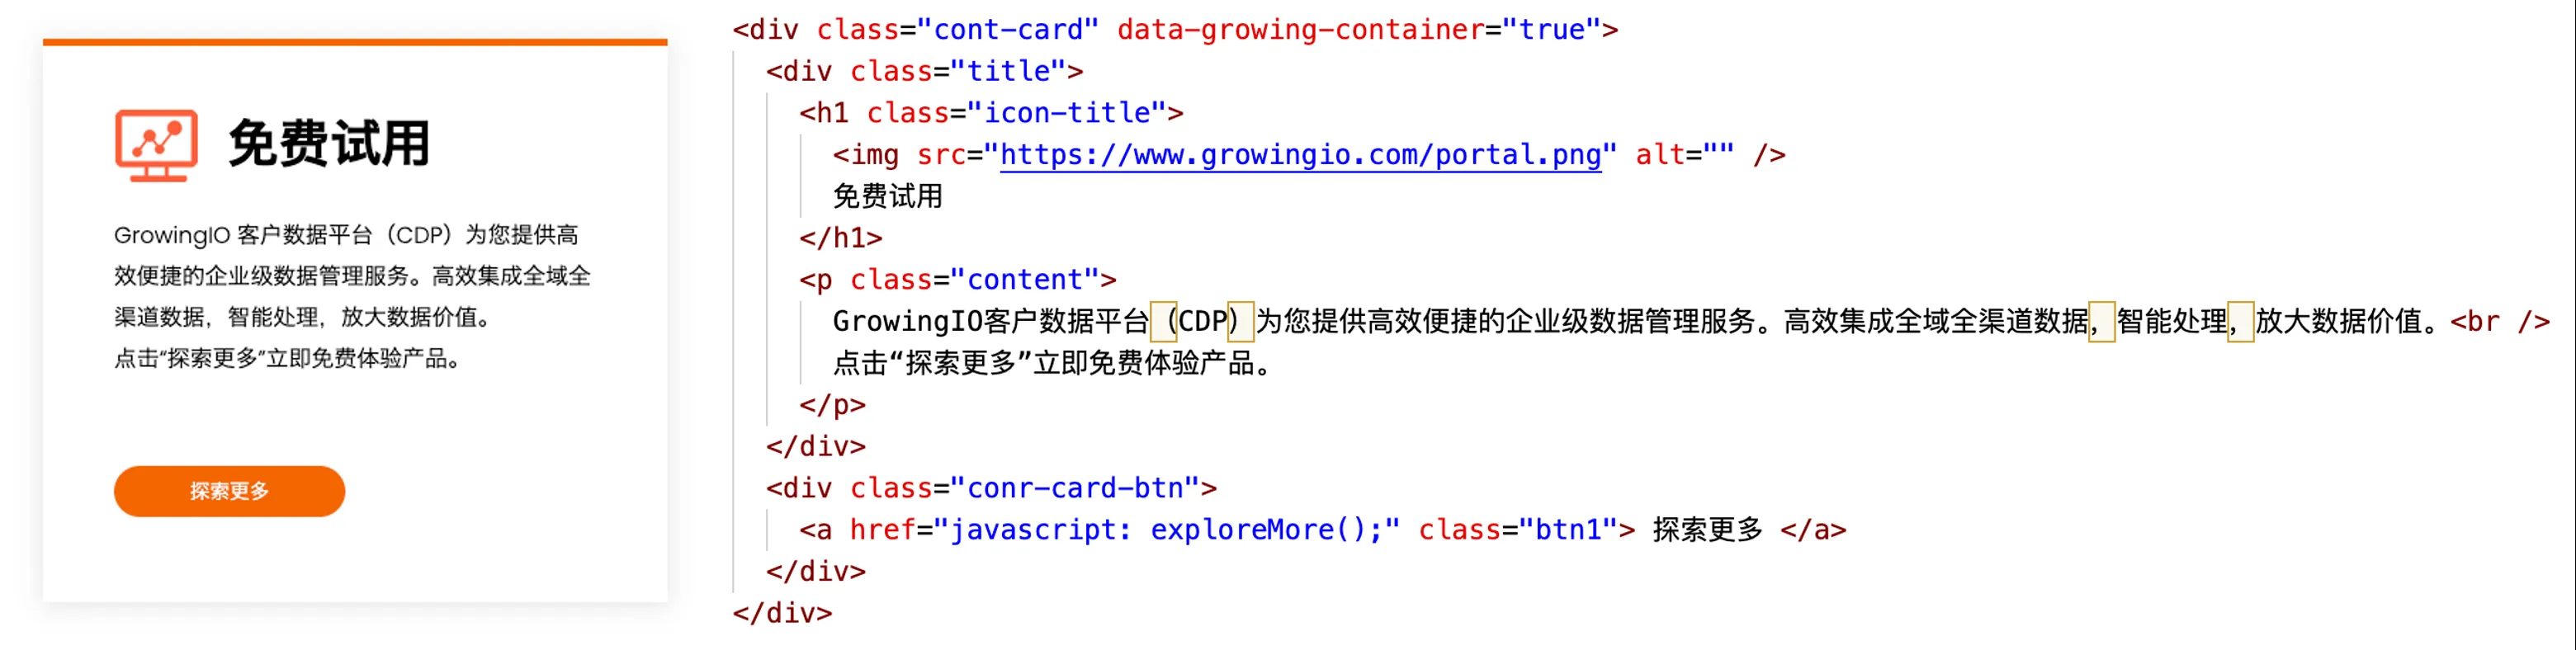 免费试用
GrowingIO 客户数据平台（CDP）为您提供高
效便捷的企业级数据管理服务。高效集成全域全
渠道数据，智能处理，放大数据价值。
点击“探索更多”立即免费体验产品。
探索更多
<div class="cont-card" data-growing-container="true">
<div class="title">
<h1 class="icon-title">
<img src="https://www.growingio.com/portal.png" alt="" />
免费试用
</h1>
<p class="content">
GrowingIO客户数据平台（CDP）为您提供高效便捷的企业级数据管理服务。高效集成全域全渠道数据，智能处理，放大数据价值。<br />
点击“探索更多”立即免费体验产品。
</p>
</div>
<div class="conr-card-btn">
<a href="javascript: exploreMore();" class="btn1"> 探索更多 </a>
</div>
</div>